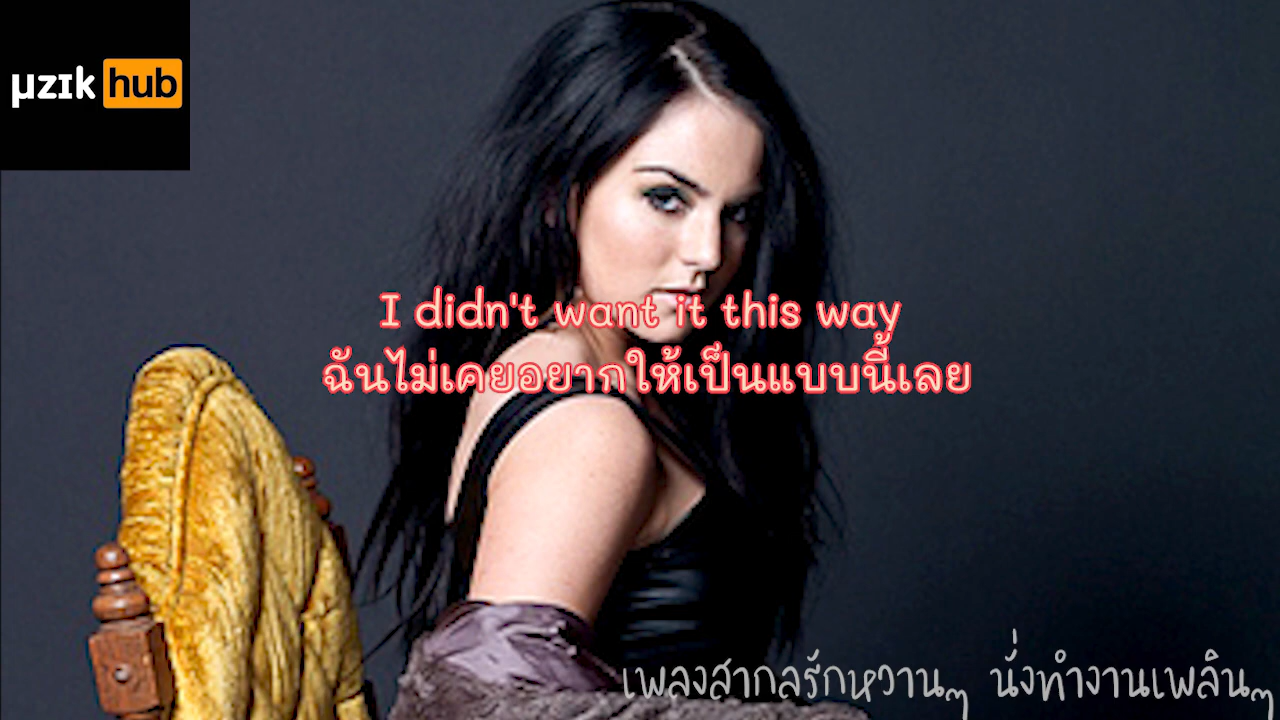 μzık hub
I didn't want it this way
ฉันไม่เคยอยากให้เป็นแบบนี้เลย
เพลงสากลรักหวานๆ นั่งทำงานเพลินๆ